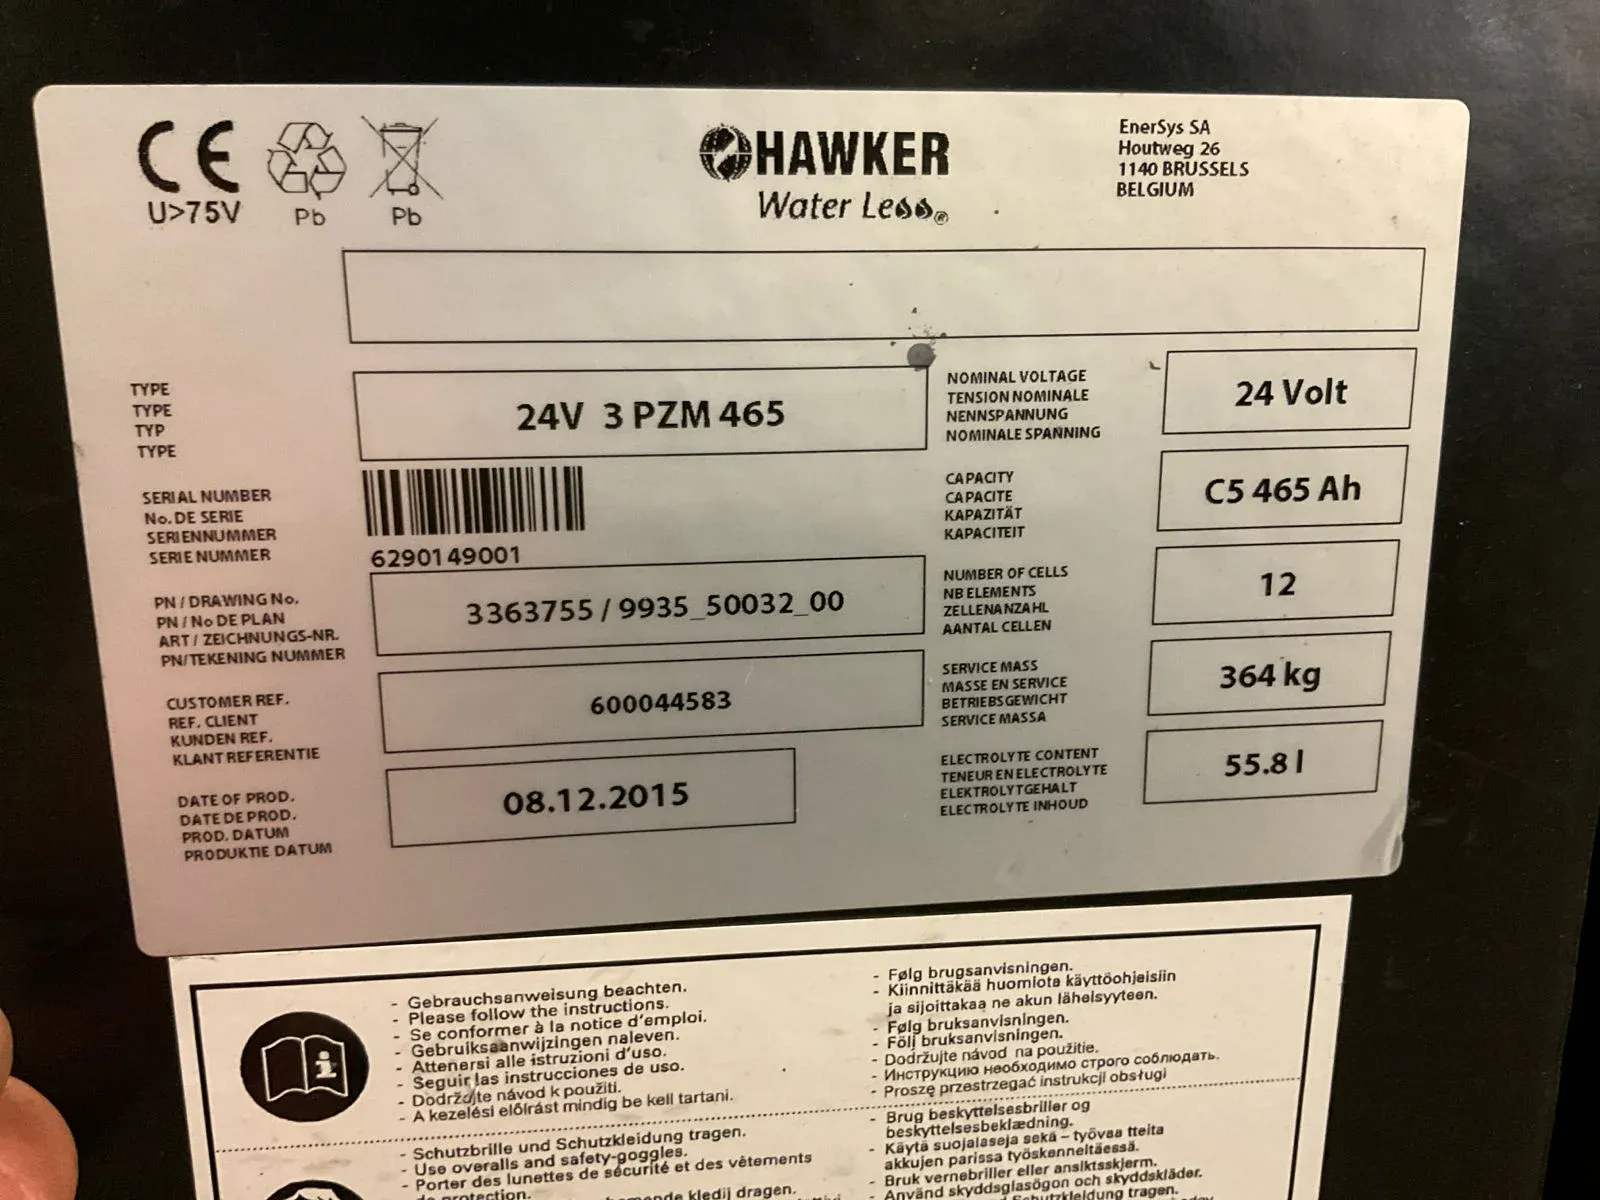 CE
U>75V
Pb
Pb
HAWKER
Water Less®
EnerSys SA
Houtweg 26
1140 BRUSSELS
BELGIUM
TYPE
TYPE
TYP
TYPE
24V 3 PZM 465
SERIAL NUMBER
No. DE SERIE
SERIENNUMMER
SERIE NUMMER
6290149001
PN / DRAWING No.
PN / No DE PLAN
ART / ZEICHNUNGS-NR.
PN/TEKENING NUMMER
3363755 / 9935_50032_00
CUSTOMER REF.
REF. CLIENT
KUNDEN REF.
KLANT REFERENTIE
600044583
DATE OF PROD.
DATE DE PROD.
PROD. DATUM
PRODUKTIE DATUM
08.12.2015
NOMINAL VOLTAGE
TENSION NOMINALE
NENNSPANNUNG
NOMINALE SPANNING
24 Volt
CAPACITY
CAPACITE
KAPAZITÄT
KAPACITEIT
C5 465 Ah
NUMBER OF CELLS
NB ELEMENTS
ZELLENANZAHL
AANTAL CELLEN
12
SERVICE MASS
MASSE EN SERVICE
BETRIEBSGEWICHT
SERVICE MASSA
364 kg
ELECTROLYTE CONTENT
TENEUR EN ELECTROLYTE
ELEKTROLYTGEHALT
ELECTROLYTE INHOUD
55.8 l
- Gebrauchsanweisung beachten.
- Please follow the instructions.
- Se conformer à la notice d'emploi.
- Gebruiksaanwijzingen naleven.
- Attenersi alle istruzioni d'uso.
- Seguir las instrucciones de uso.
- Dodržujte návod k použití.
- A kezelési előírást mindig be kell tartani.
- Følg brugsanvisningen.
- Kiinnittäkää huomiota käyttöohjeisiin
ja sijoittakaa ne akun läheisyyteen.
- Følg bruksanvisningen.
- Följ bruksanvisningen.
- Dodržujte návod na použitie.
- Инструкцию необходимо строго соблюдать.
- Proszę przestrzegać instrukcji obsługi
- Schutzbrille und Schutzkleidung tragen.
- Use overalls and safety-goggles.
- Porter des lunettes de sécurité et des vêtements
de protection.
kledij dragen.
- Brug beskyttelsesbriller og
beskyttelsesbeklædning.
- Käytä suojalaseja sekä – työvaatteita
akkujen parissa työskenneltäessä.
- Bruk vernebriller eller ansiktsskjerm.
- Använd skyddsglasögon och skyddskläder.
Schutzkleidung tragen.